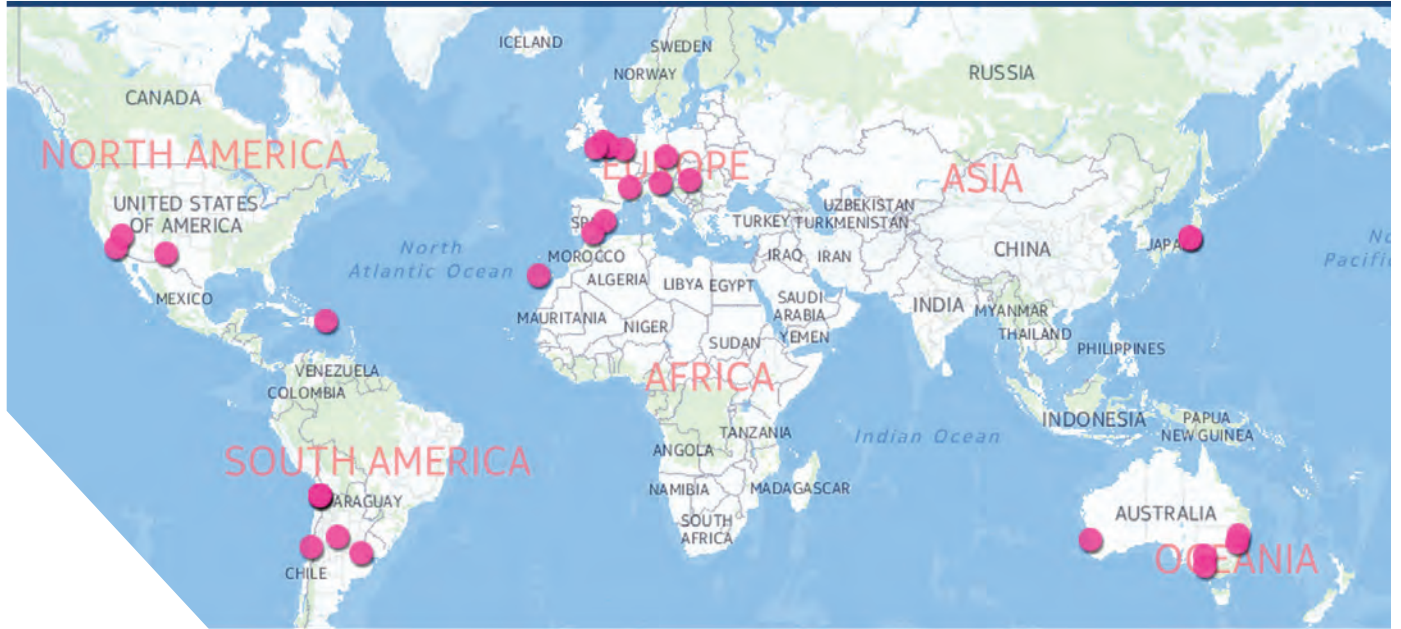 ICELAND
SWEDEN
NORWAY
RUSSIA
CANADA
NORTH AMERICA
EUROPE
ASIA
UNITED STATES
OF AMERICA
UZBEKISTAN
TURKEY
TURKMENISTAN
SP
JAPA
CHINA
North
Atlantic Ocean
MOROCCO
IRAQ
IRAN
ALGERIA
LIBYA
EGYPT
MEXICO
SAUDI
ARABIA
INDIA
MYANMAR
MAURITANIA
NIGER
SUDAN
YEMEN
THAILAND
PHILIPPINES
VENEZUELA
COLOMBIA
AFRICA
INDONESIA
PAPUA
NEW GUINEA
TANZANIA
Indian Ocean
ANGOLA
SOUTH AMERICA
NAMIBIA
MADAGASCAR
ARAGUAY
AUSTRALIA
SOUTH
AFRICA
OCEANIA
CHILE